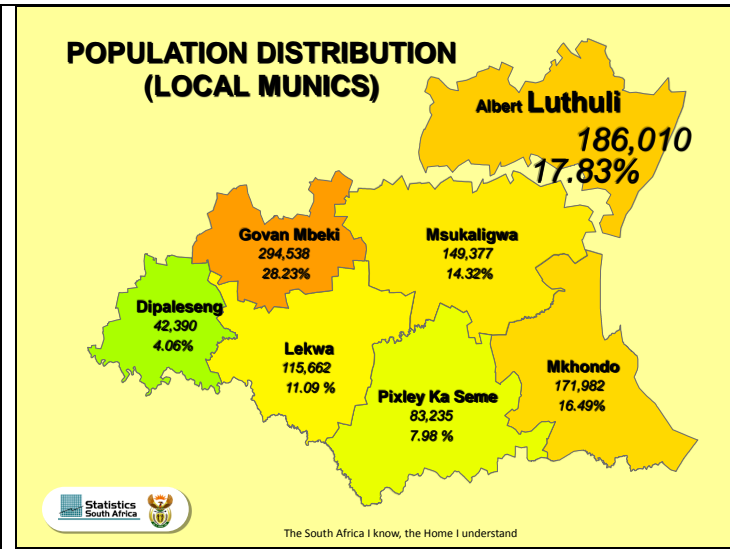 POPULATION DISTRIBUTION
(LOCAL MUNICS)
Albert Luthuli
186,010
17.83%
Govan Mbeki
294,538
28.23%
Msukaligwa
149,377
14.32%
Dipaleseng
42,390
4.06%
Lekwa
115,662
11.09 %
Mkhondo
171,982
16.49%
Pixley Ka Seme
83,235
7.98 %
Statistics
South Africa
The South Africa I know, the Home I understand